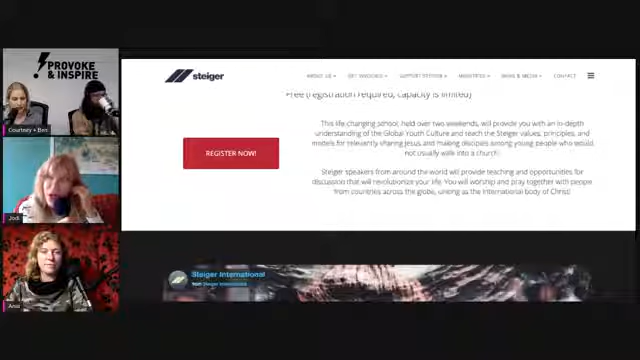 PROVOKE
& INSPIRE
Courtney + Ben
Jodi
steiger
ABOUT US
GET INVOLVED
SUPPORT STEIGER
MINISTRIES
NEWS & MEDIA
CONTACT
Free (registration required, capacity is limited)
REGISTER NOW!
This life changing school, held over two weekends, will provide you with an in-depth
understanding of the Global Youth Culture and teach the Steiger values, principles, and
models for relevantly sharing Jesus and making disciples among young people who would
not usually walk into a church!
Steiger speakers from around the world will provide teaching and opportunities for
discussion that will revolutionize your life. You will worship and pray together with people
from countries across the globe, uniting as the international body of Christ!
Steiger International
von Steiger International